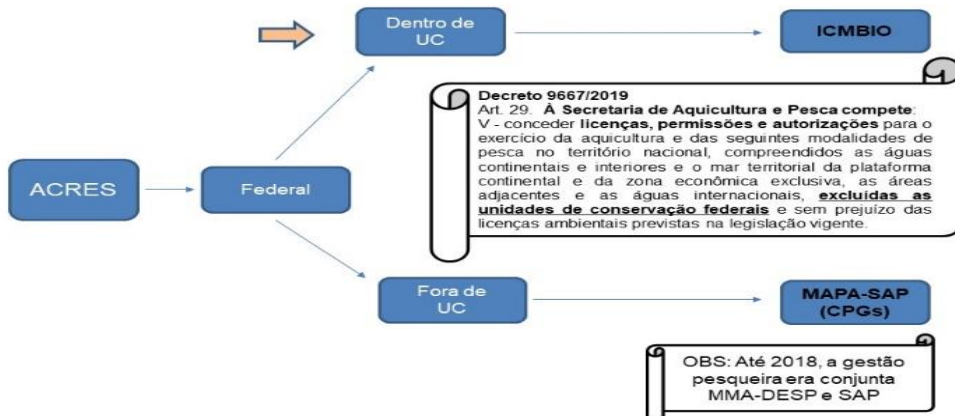 Dentro de
UC
ICMBIO
Decreto 9667/2019
Art. 29. À Secretaria de Aquicultura e Pesca compete:
V - conceder licenças, permissões e autorizações para o
exercício da aquicultura e das seguintes modalidades de
pesca no território nacional, compreendidos as águas
continentais e interiores e o mar territorial da plataforma
continental e da zona econômica exclusiva, as áreas
adjacentes e as águas internacionais, excluídas as
unidades de conservação federais e sem prejuízo das
licenças ambientais previstas na legislação vigente.
ACRES
Federal
Fora de
UC
MAPA-SAP
(CPGs)
OBS: Até 2018, a gestão
pesqueira era conjunta
MMA-DESP e SAP